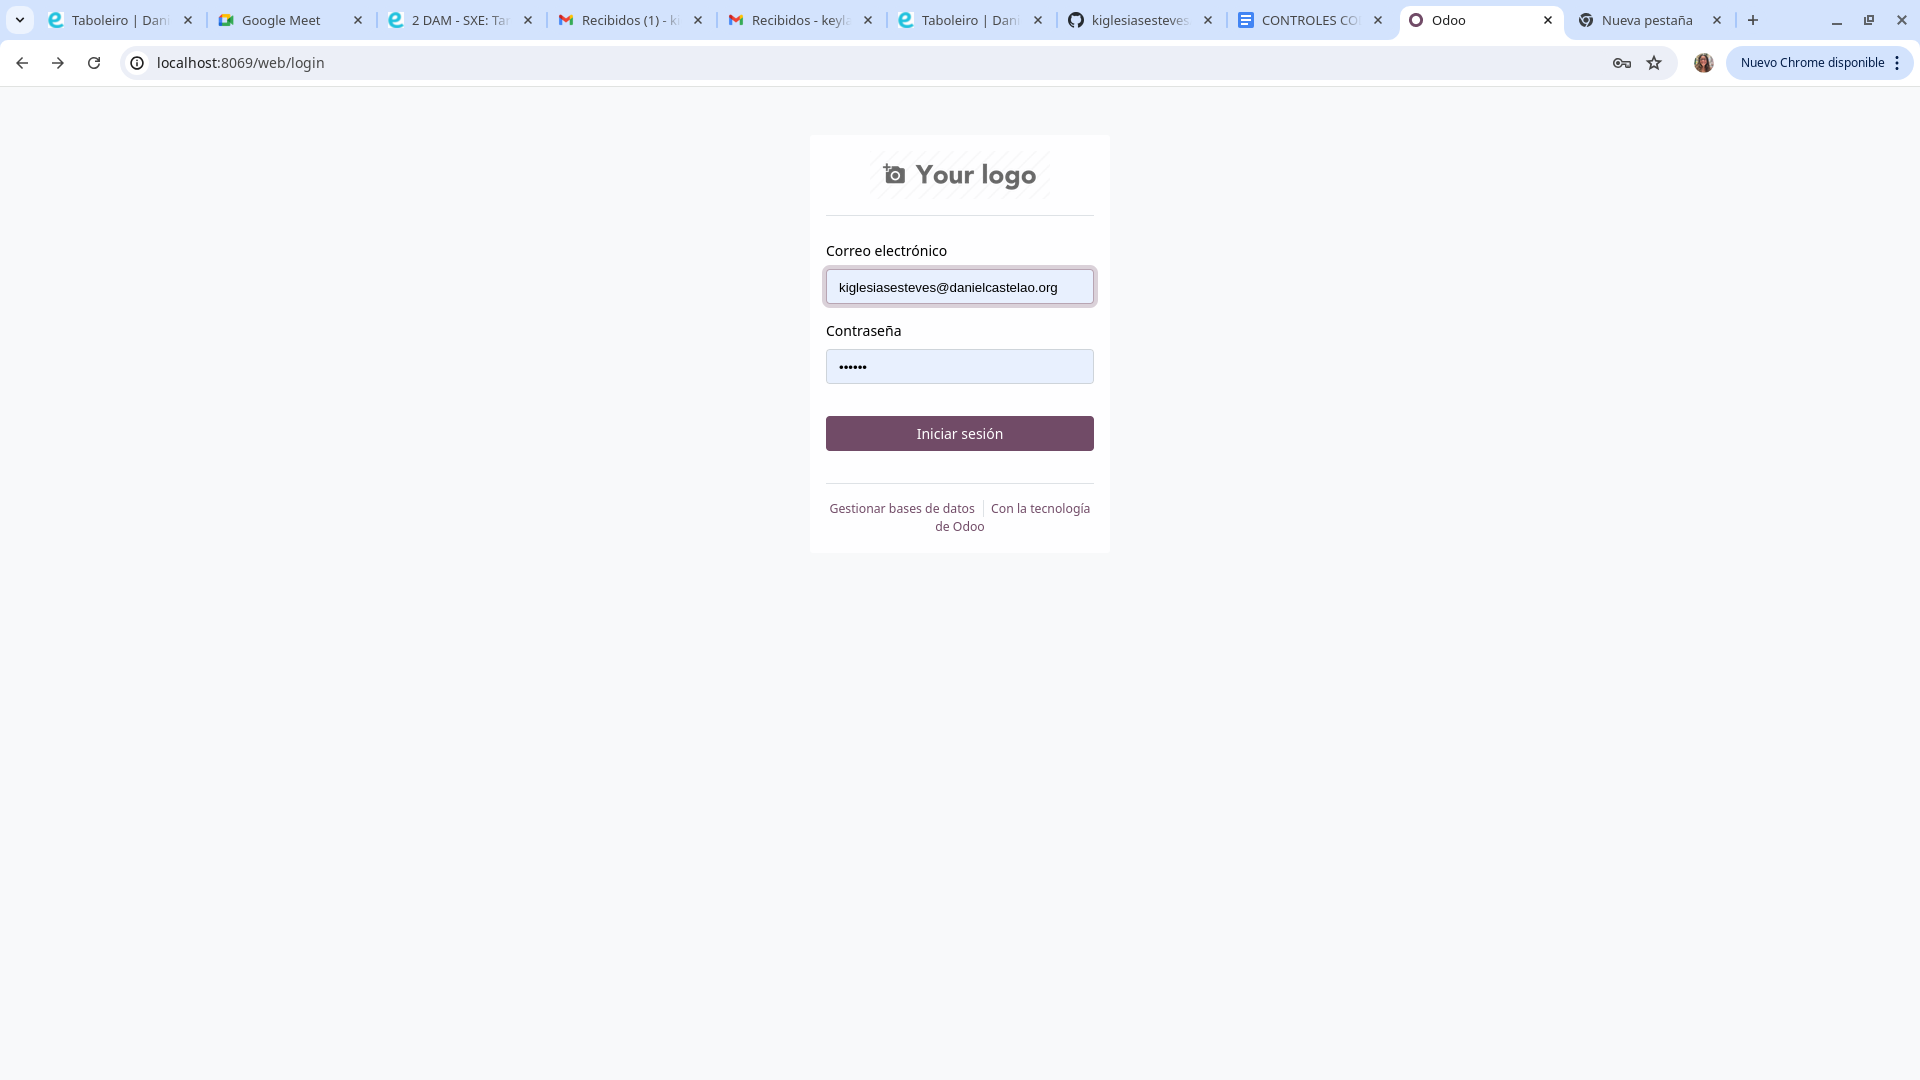 Taboleiro | Dani
Google Meet
2 DAM - SXE: Tar
Recibidos (1) - ki
Recibidos - keyla
Taboleiro | Dani
kiglesiasesteves
CONTROLES CO
Odoo
Nueva pestaña
localhost:8069/web/login
Nuevo Chrome disponible
Your logo
Correo electrónico
kiglesiasesteves@danielcastelao.org
Contraseña
••••••
Iniciar sesión
Gestionar bases de datos
Con la tecnología
de Odoo